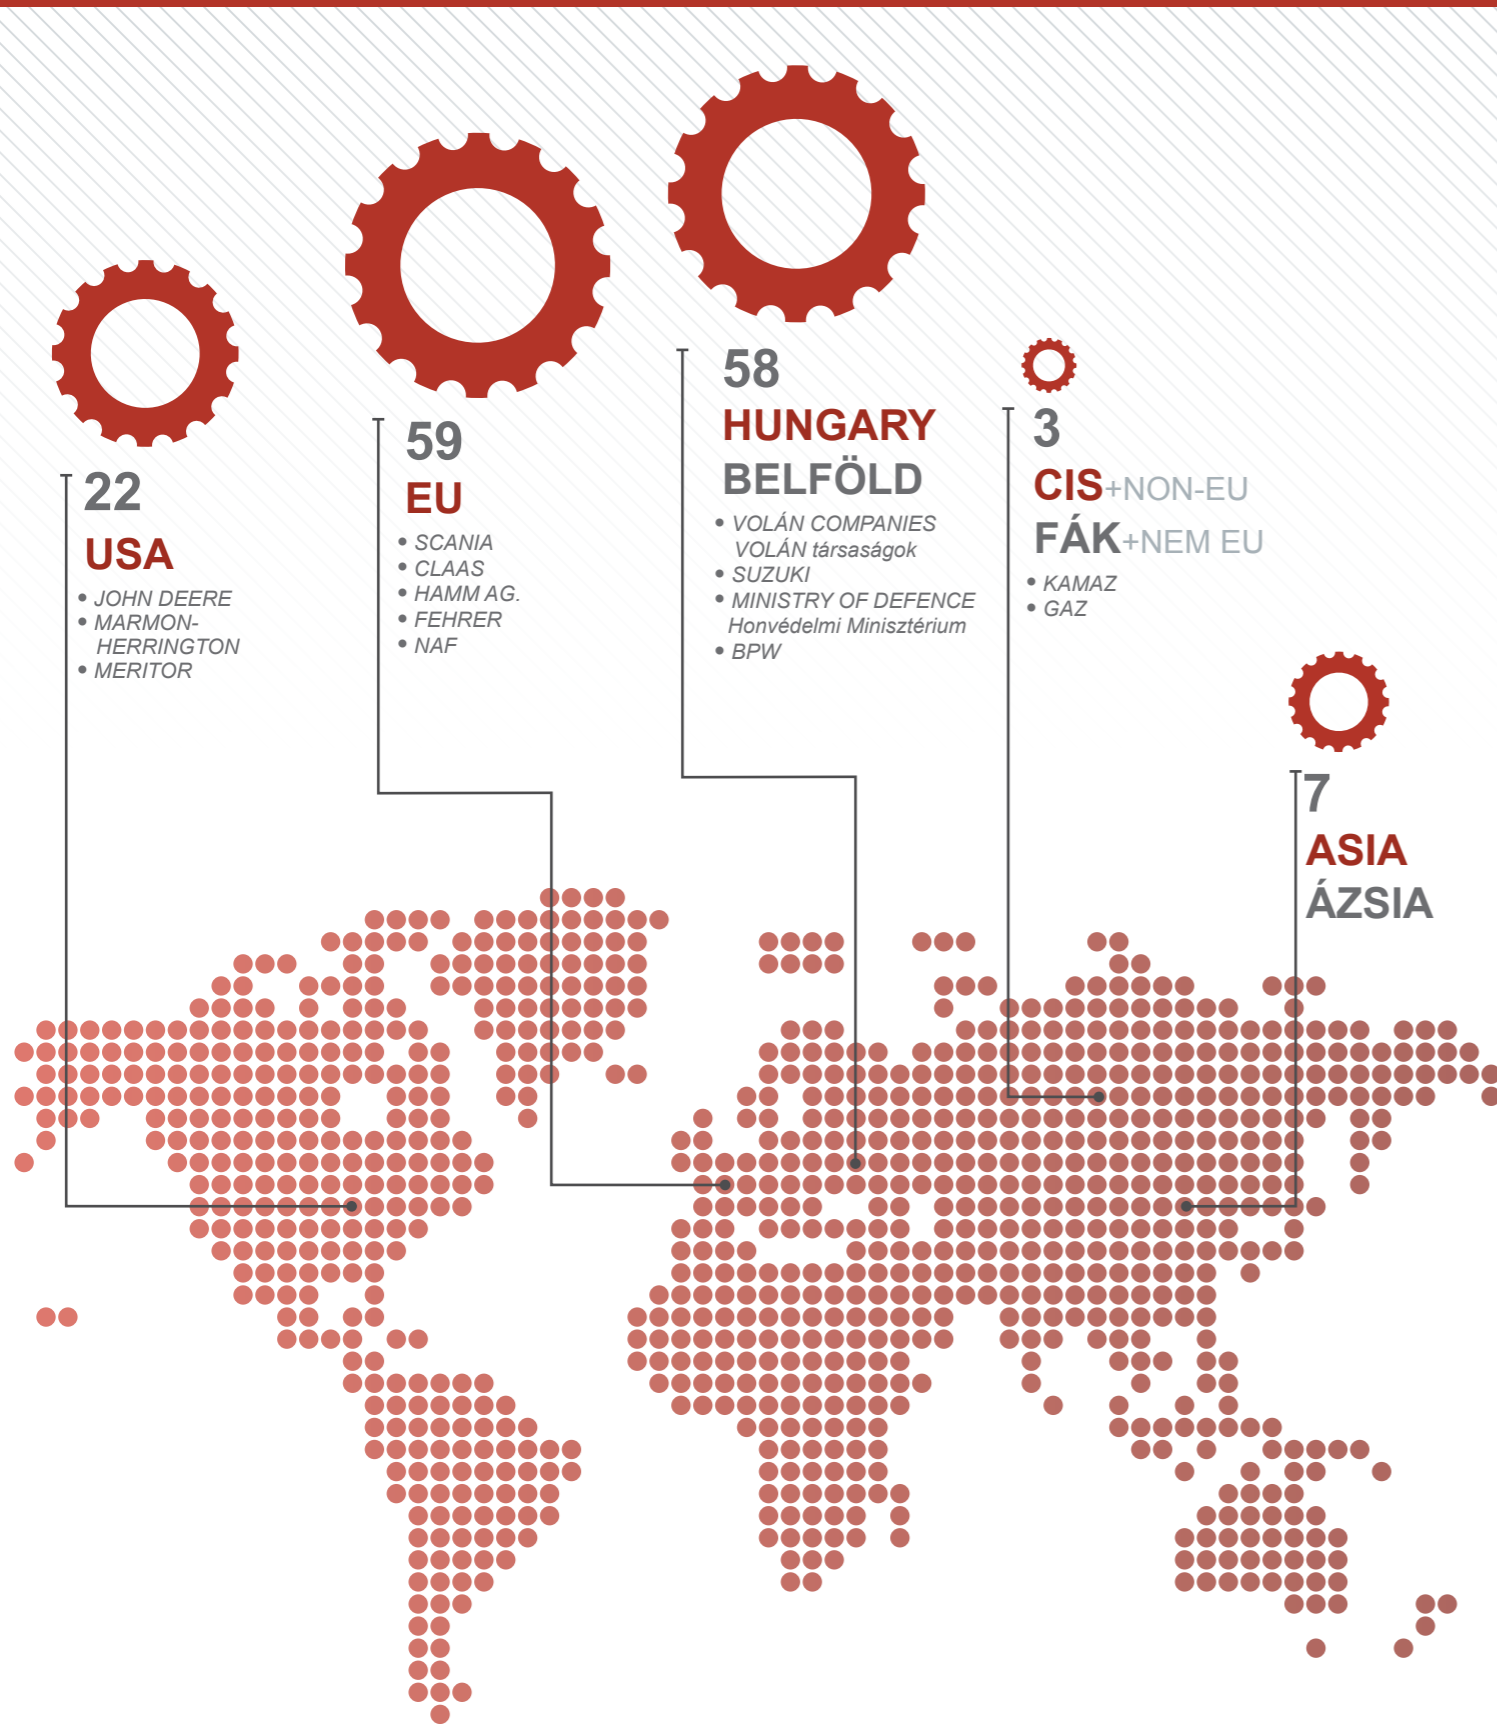 22
USA
• JOHN DEERE
• MARMON-
HERRINGTON
• MERITOR
59
EU
• SCANIA
• CLAAS
• HAMM AG.
• FEHRER
• NAF
58
HUNGARY
BELFÖLD
• VOLÁN COMPANIES
VOLÁN társaságok
• SUZUKI
• MINISTRY OF DEFENCE
Honvédelmi Minisztérium
• BPW
3
CIS+NON-EU
FÁK+NEM EU
• KAMAZ
• GAZ
7
ASIA
ÁZSIA